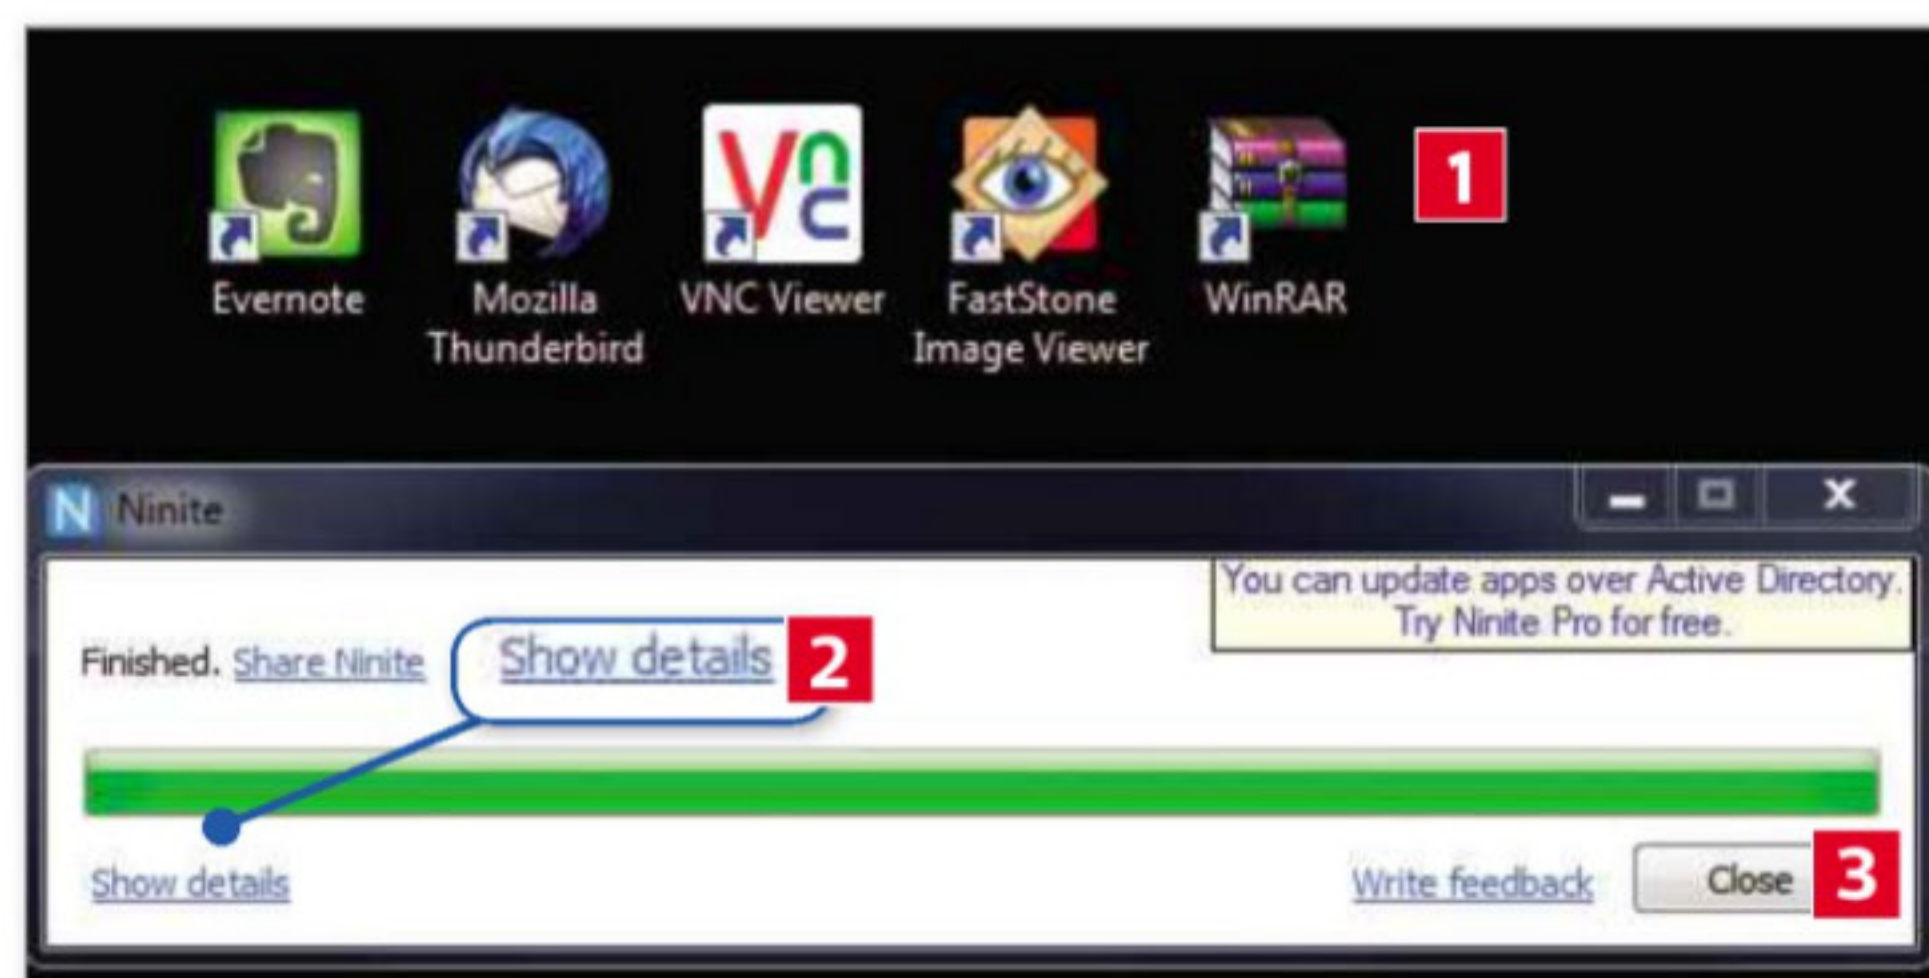 1
Evernote
Mozilla
Thunderbird
VNC Viewer
FastStone
Image Viewer
WinRAR
N Ninite
You can update apps over Active Directory.
Try Ninite Pro for free.
Finished. Share Ninite
Show details 2
Show details
Write feedback
Close 3